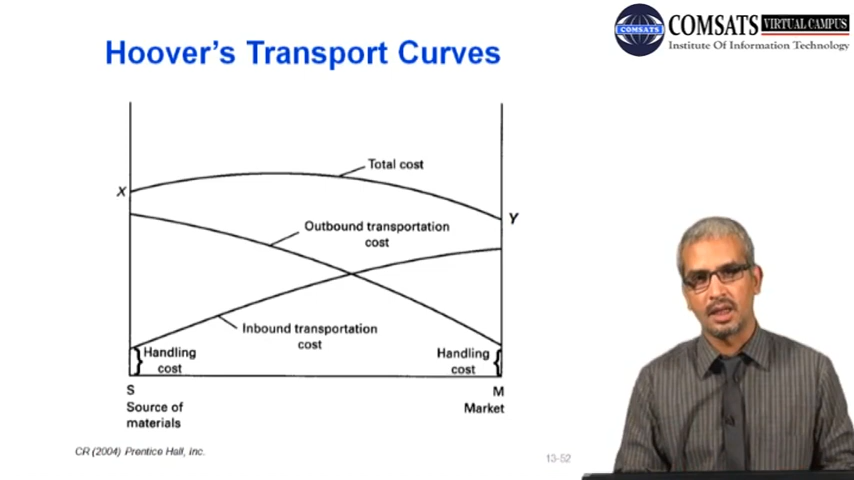 Hoover's Transport Curves
COMSATS
COMSATS VIRTUAL CAMPUS
Institute Of Information Technology
Total cost
X
Y
Outbound transportation
cost
Inbound transportation
cost
Handling
cost
Handling
cost
S
M
Source of
materials
Market
CR (2004) Prentice Hall, Inc.
13-52